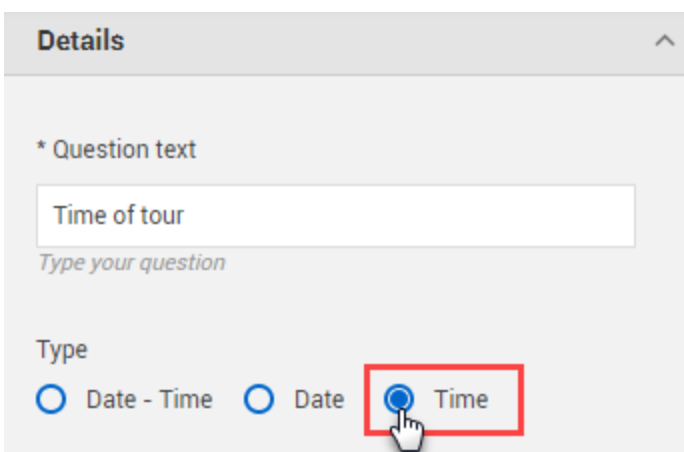 Details
* Question text
Time of tour
Type your question
Type
Date - Time Date Time